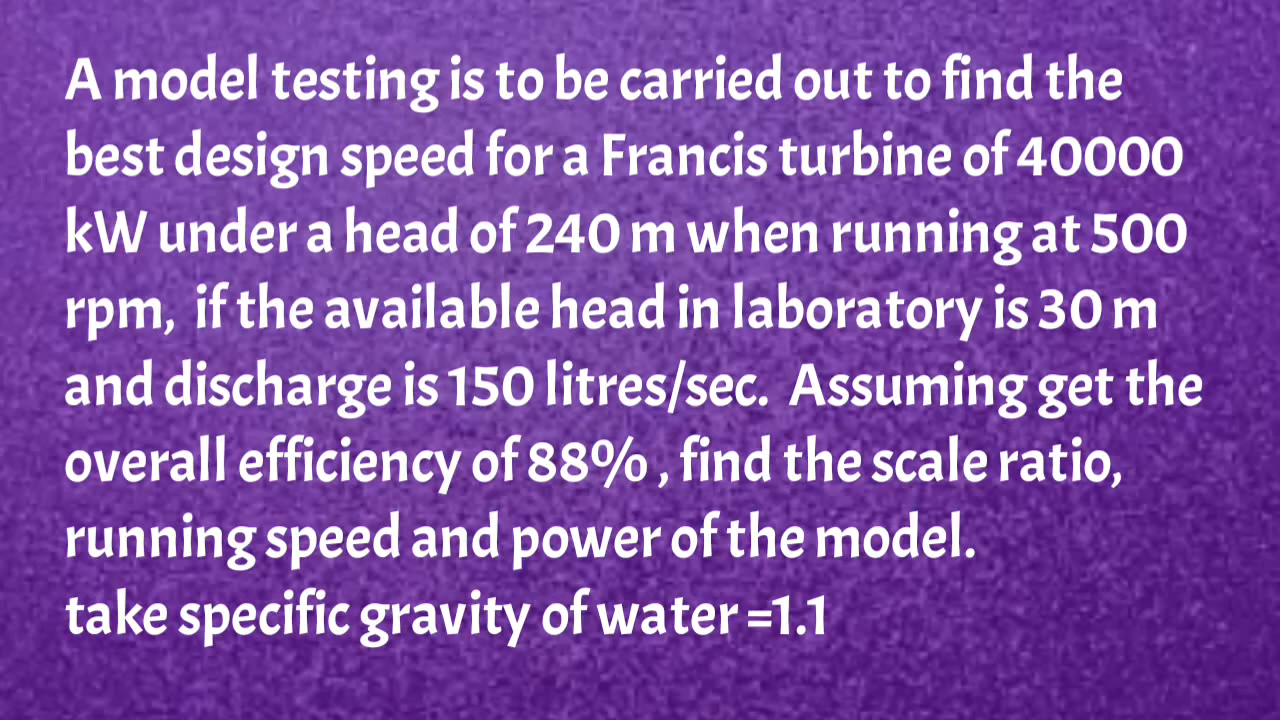 A model testing is to be carried out to find the
best design speed for a Francis turbine of 40000
kW under a head of 240 m when running at 500
rpm,  if the available head in laboratory is 30 m
and discharge is 150 litres/sec.  Assuming get the
overall efficiency of 88% , find the scale ratio,
running speed and power of the model.
take specific gravity of water =1.1